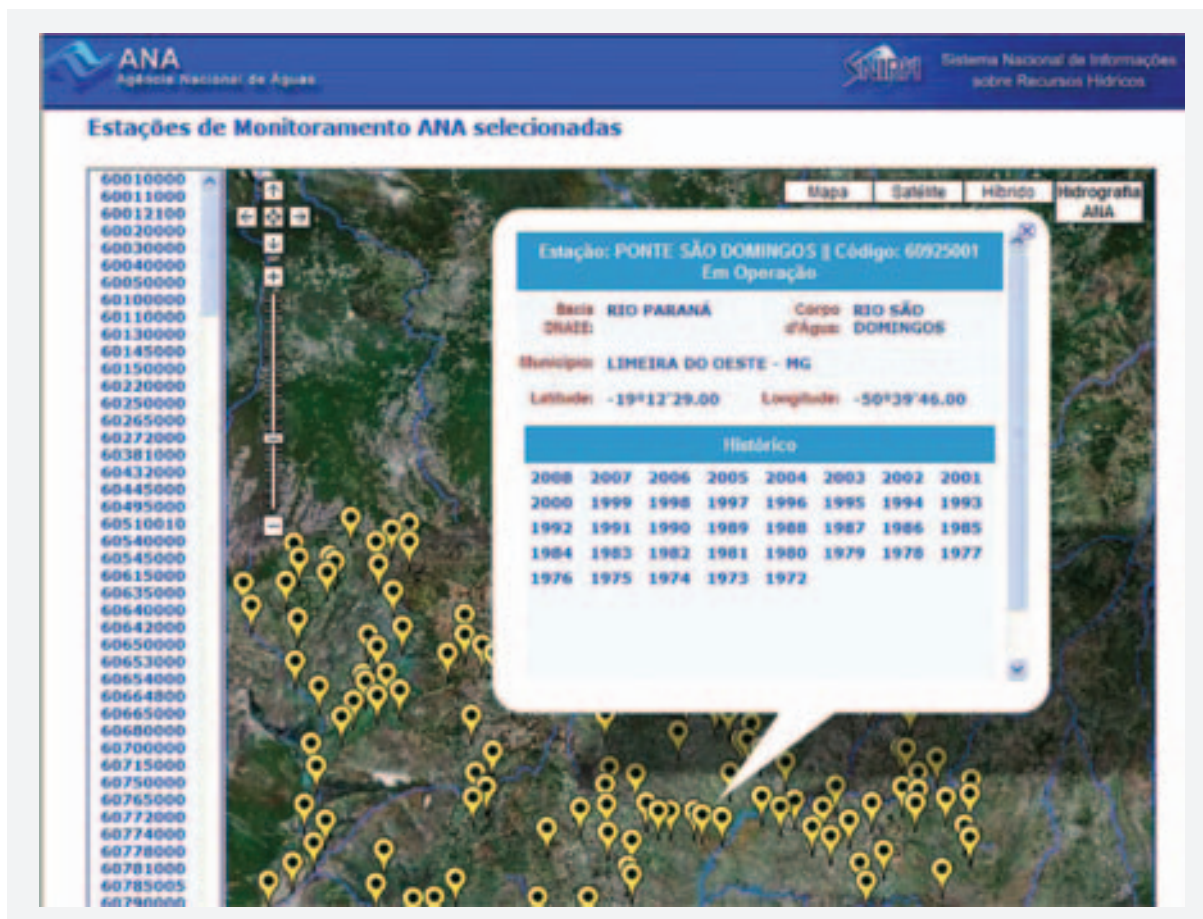 ANA
Agência Nacional de Águas
SNIRH
Sistema Nacional de Informações
sobre Recursos Hídricos
Estações de Monitoramento ANA selecionadas
60010000
60011000
60012100
60020000
60030000
60040000
60050000
60100000
60110000
60130000
60145000
60150000
60220000
60250000
60265000
60272000
60381000
60432000
60445000
60495000
60510010
60540000
60545000
60615000
60635000
60640000
60642000
60650000
60653000
60654000
60664800
60665000
60680000
60700000
60715000
60750000
60765000
60772000
60774000
60778000
60781000
60785005
60790000
Mapa
Satélite
Híbrido
Hidrografia
ANA
Estação: PONTE SÃO DOMINGOS || Código: 60925001
Em Operação
Bacia DNAEE: RIO PARANÁ
Corpo d'Água: RIO SÃO DOMINGOS
Município: LIMEIRA DO OESTE - MG
Latitude: -19º12'29.00 Longitude: -50º39'46.00
Histórico
2008 2007 2006 2005 2004 2003 2002 2001
2000 1999 1998 1997 1996 1995 1994 1993
1992 1991 1990 1989 1988 1987 1986 1985
1984 1983 1982 1981 1980 1979 1978 1977
1976 1975 1974 1973 1972